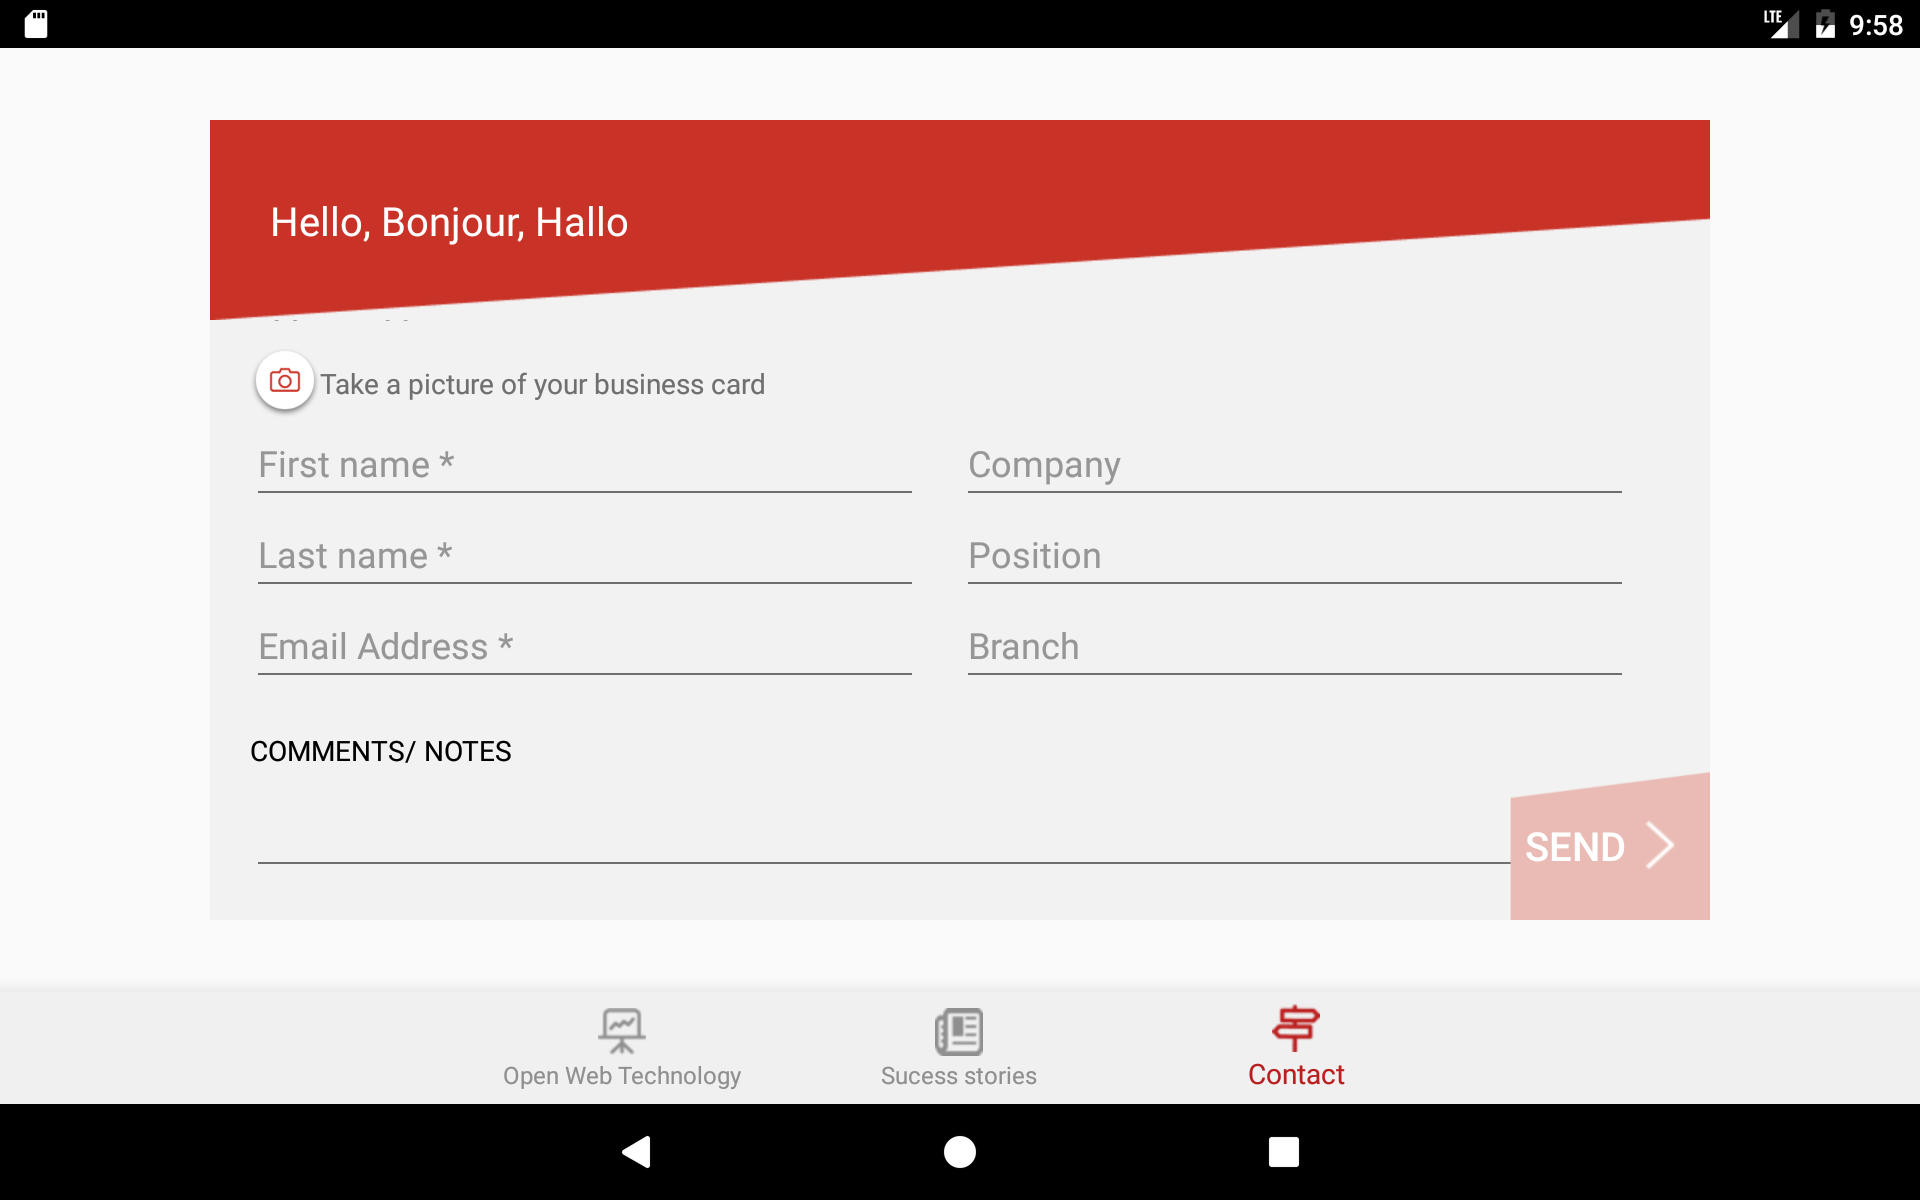 LTE 9:58
Hello, Bonjour, Hallo
Take a picture of your business card
First name *
Company
Last name *
Position
Email Address *
Branch
COMMENTS/ NOTES
SEND
Open Web Technology
Sucess stories
Contact